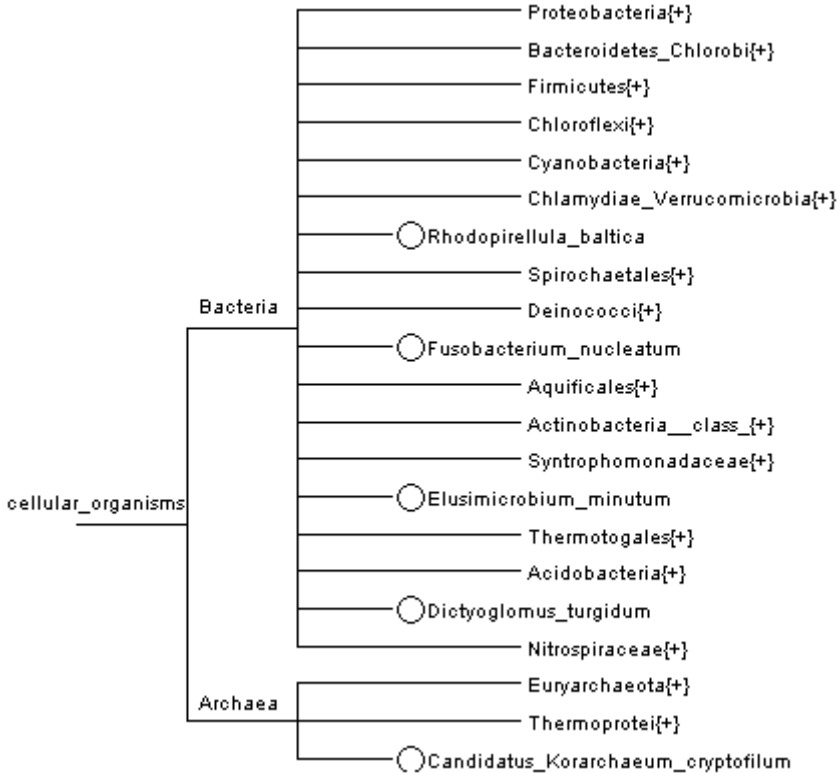 Proteobacteria{+}
Bacteroidetes_Chlorobi{+}
Firmicutes{+}
Chloroflexi{+}
Cyanobacteria{+}
Chlamydiae_Verrucomicrobia{+}
Rhodopirellula_baltica
Spirochaetales{+}
Bacteria
Deinococci{+}
Fusobacterium_nucleatum
Aquificales{+}
Actinobacteria__class_{+}
Syntrophomonadaceae{+}
cellular_organisms
Elusimicrobium_minutum
Thermotogales{+}
Acidobacteria{+}
Dictyoglomus_turgidum
Nitrospiraceae{+}
Euryarchaeota{+}
Archaea
Thermoprotei{+}
Candidatus_Korarchaeum_cryptofilum